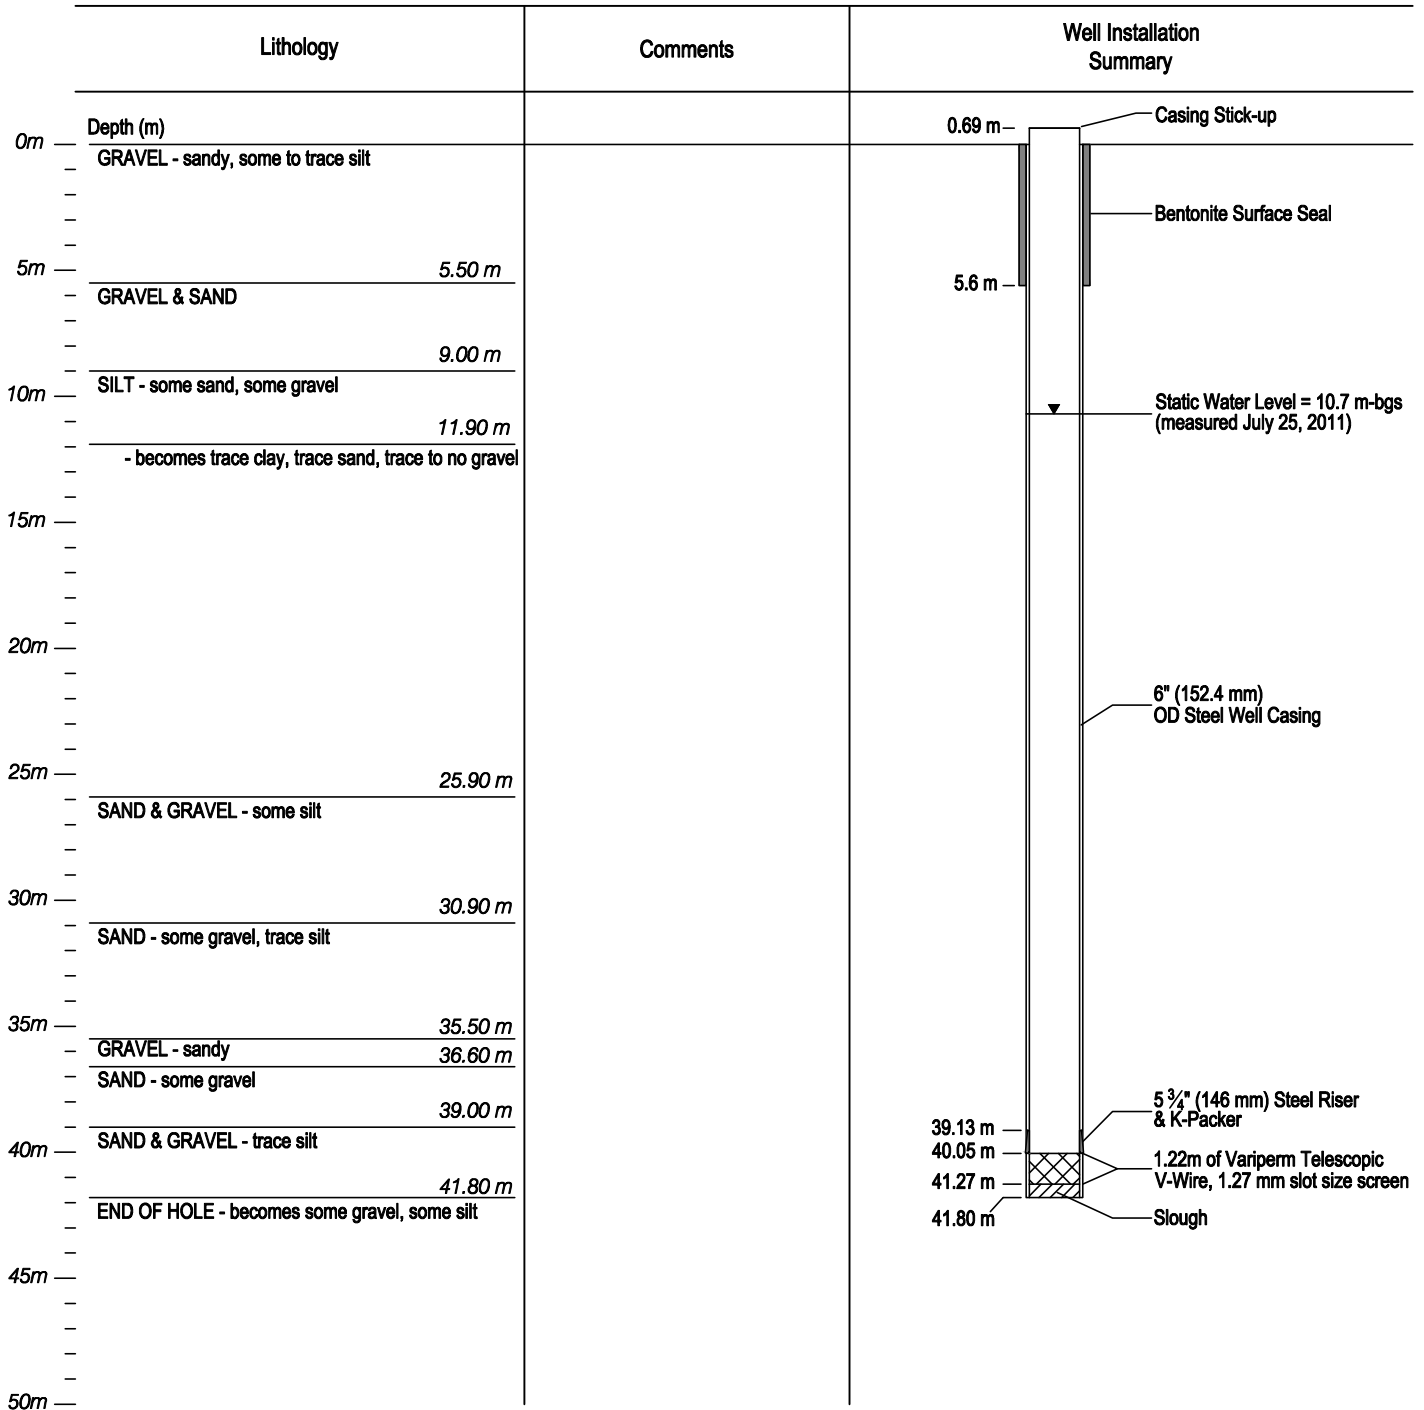 Lithology
Comments
Well Installation
Summary
Depth (m)
0m
GRAVEL - sandy, some to trace silt
5m
5.50 m
GRAVEL & SAND
9.00 m
SILT - some sand, some gravel
10m
11.90 m
- becomes trace clay, trace sand, trace to no gravel
15m
20m
25m
25.90 m
SAND & GRAVEL - some silt
30m
30.90 m
SAND - some gravel, trace silt
35m
35.50 m
GRAVEL - sandy
36.60 m
SAND - some gravel
39.00 m
SAND & GRAVEL - trace silt
40m
41.80 m
END OF HOLE - becomes some gravel, some silt
45m
50m
0.69 m
Casing Stick-up
Bentonite Surface Seal
5.6 m
Static Water Level = 10.7 m-bgs
(measured July 25, 2011)
6" (152.4 mm)
OD Steel Well Casing
5 3/4" (146 mm) Steel Riser
& K-Packer
39.13 m
40.05 m
1.22m of Variperm Telescopic
V-Wire, 1.27 mm slot size screen
41.27 m
41.80 m
Slough